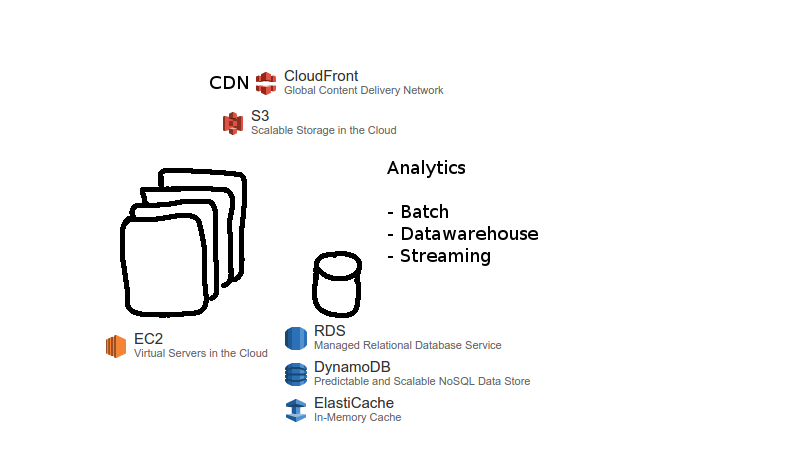 CDN CloudFront
Global Content Delivery Network
S3
Scalable Storage in the Cloud
Analytics
- Batch
- Datawarehouse
- Streaming
EC2
Virtual Servers in the Cloud
RDS
Managed Relational Database Service
DynamoDB
Predictable and Scalable NoSQL Data Store
ElastiCache
In-Memory Cache